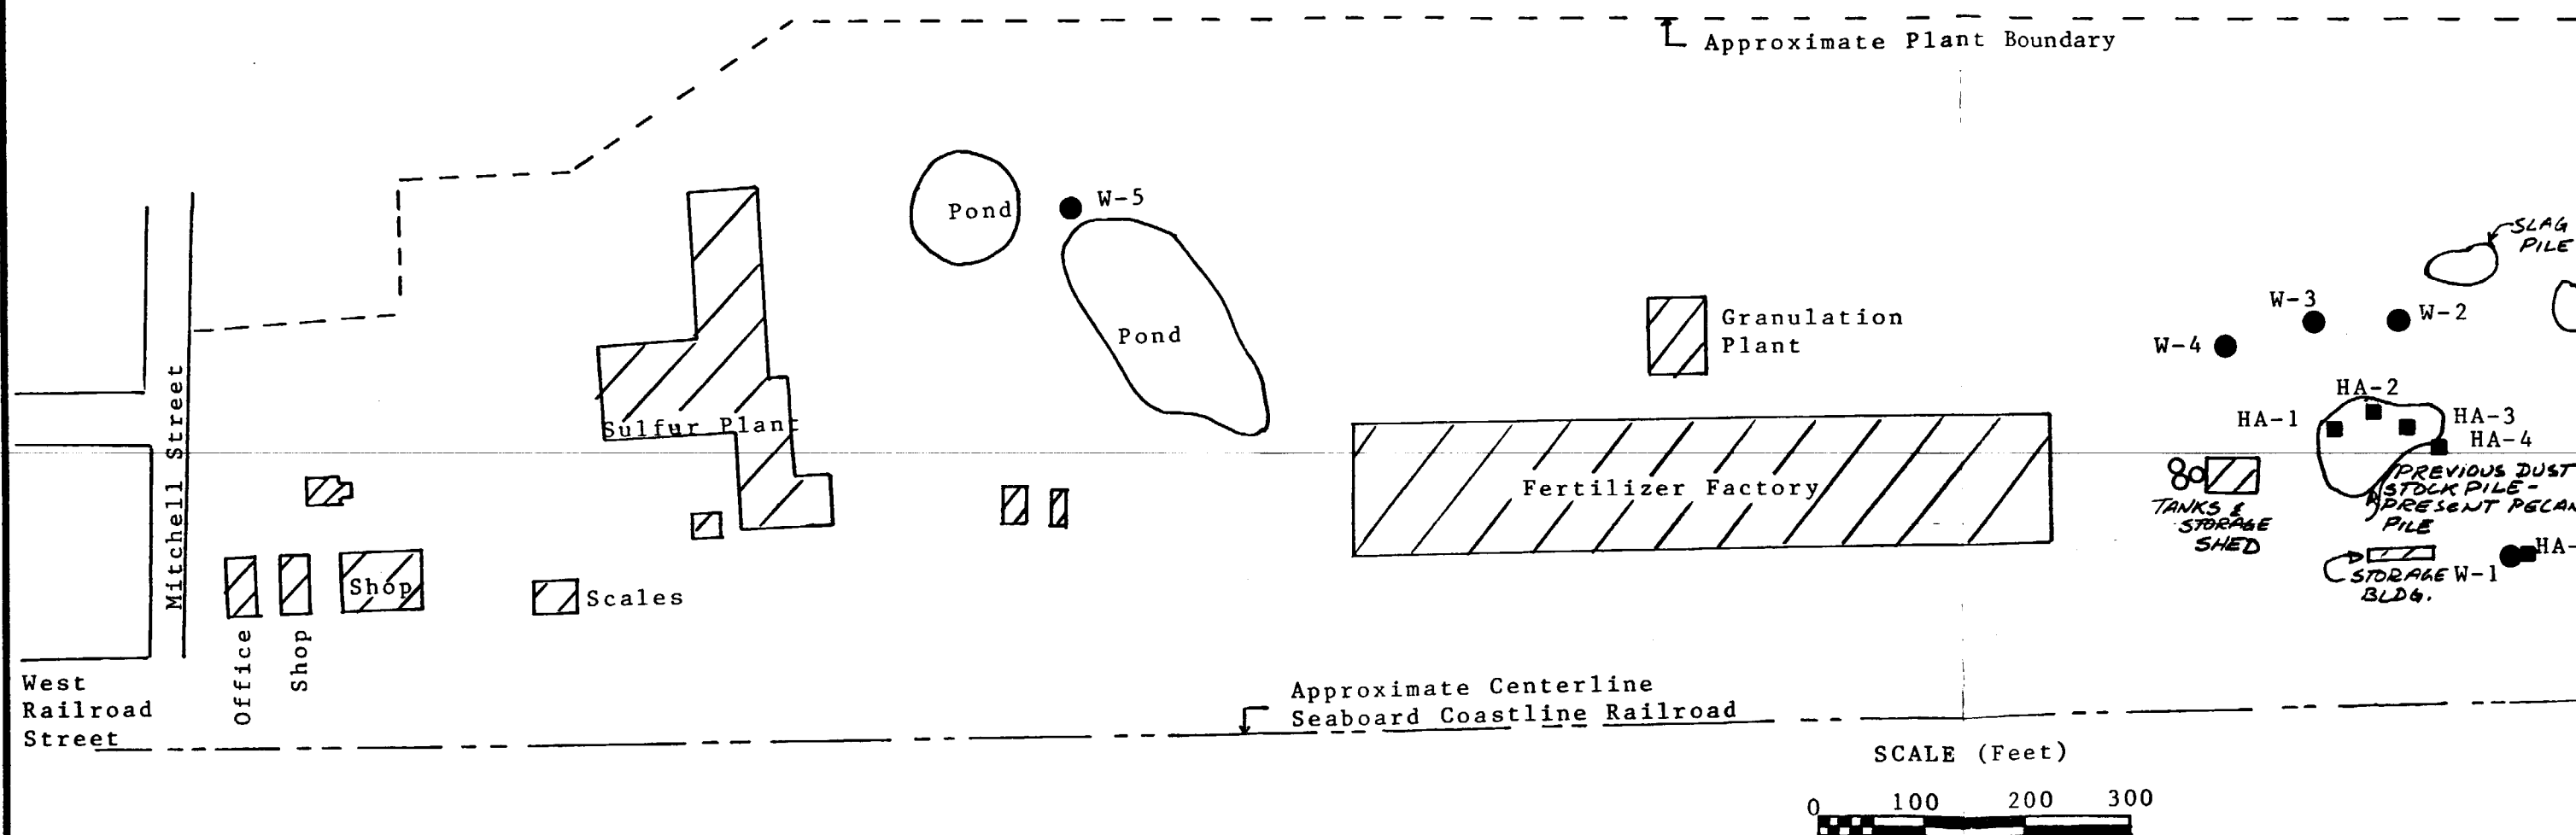 Approximate Plant Boundary
Pond
W-5
Pond
SLAG
PILE
Granulation
Plant
W-3
W-2
W-4
HA-2
HA-1
HA-3
HA-4
Mitchell Street
Sulfur Plant
Fertilizer Factory
TANKS &
STORAGE
SHED
PREVIOUS DUST
STOCK PILE-
PRESENT PECAN
PILE
HA-
STORAGE
BLDG.
W-1
Shop
Scales
Office
Shop
West
Railroad
Street
Approximate Centerline
Seaboard Coastline Railroad
SCALE (Feet)
0 100 200 300